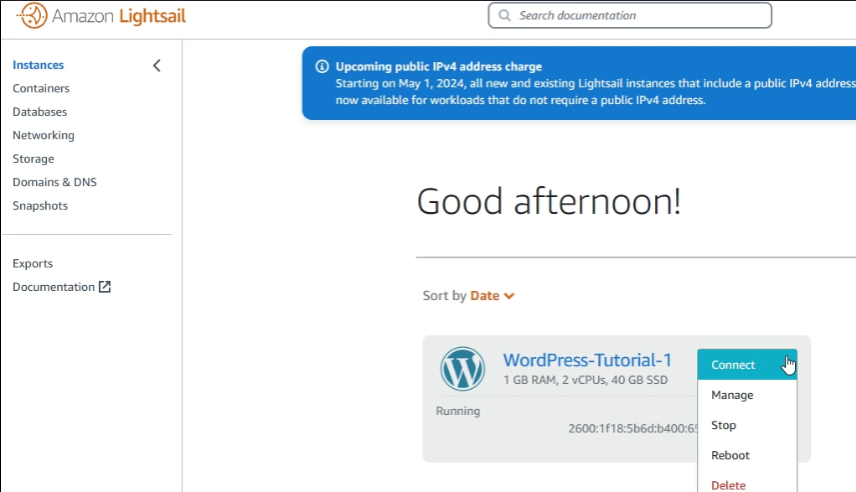 Amazon Lightsail
Search documentation
Instances
Containers
Databases
Networking
Storage
Domains & DNS
Snapshots
Exports
Documentation
Upcoming public IPv4 address charge
Starting on May 1, 2024, all new and existing Lightsail instances that include a public IPv4 address
now available for workloads that do not require a public IPv4 address.
Good afternoon!
Sort by Date
WordPress-Tutorial-1
1 GB RAM, 2 vCPUs, 40 GB SSD
Running
2600:1f18:5b6d:b400:65
Connect
Manage
Stop
Reboot
Delete